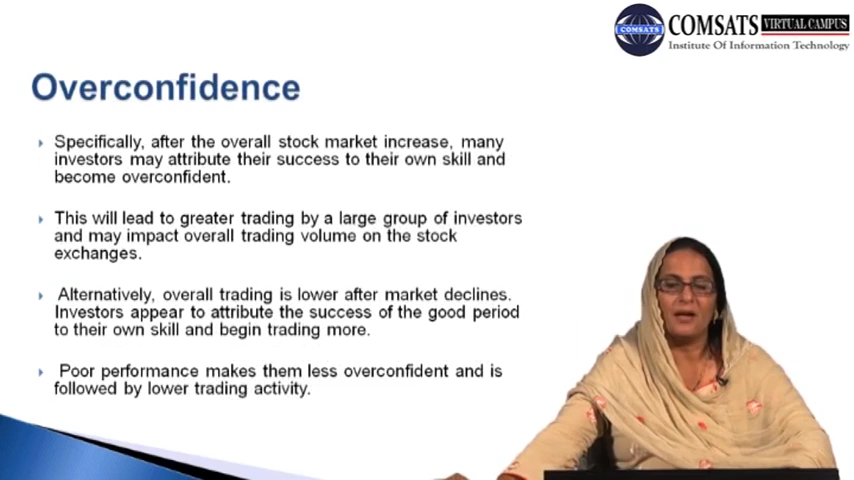 COMSATS VIRTUAL CAMPUS
COMSATS
Institute Of Information Technology
Overconfidence
Specifically, after the overall stock market increase, many
investors may attribute their success to their own skill and
become overconfident.
This will lead to greater trading by a large group of investors
and may impact overall trading volume on the stock
exchanges.
Alternatively, overall trading is lower after market declines.
Investors appear to attribute the success of the good period
to their own skill and begin trading more.
Poor performance makes them less overconfident and is
followed by lower trading activity.